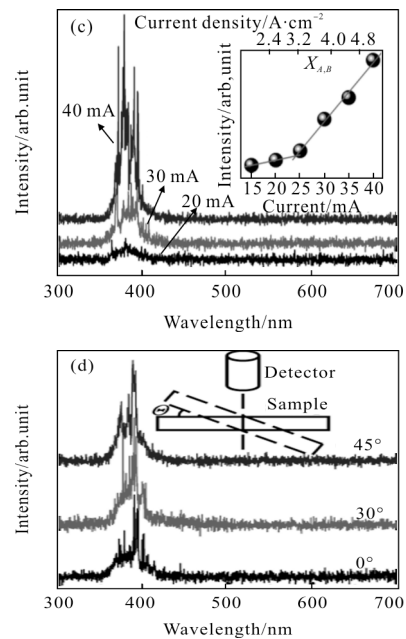 (c)
Current density/A·cm⁻²
2.4 3.2 4.0 4.8
X_{A,B}
Intensity/arb,unit
15 20 25 30 35 40
Current/mA
40 mA
30 mA
20 mA
Intensity/arb.unit
300 400 500 600 700
Wavelength/nm
(d)
Detector
Sample
Θ
45°
30°
0°
Intensity/arb.unit
300 400 500 600 700
Wavelength/nm